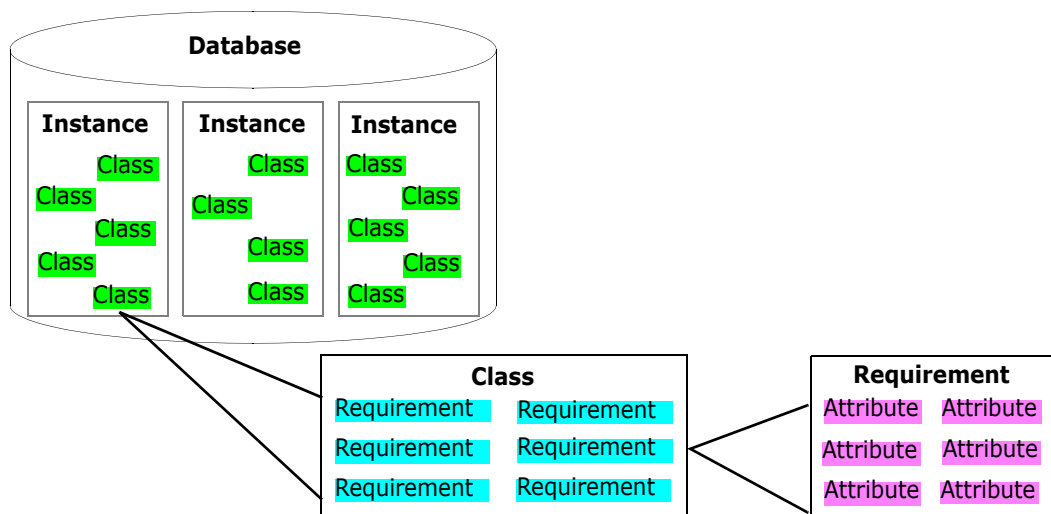 Database
Instance
Class
Class
Class
Class
Class
Instance
Class
Class
Class
Class
Instance
Class
Class
Class
Class
Class
Class
Requirement Requirement
Requirement Requirement
Requirement Requirement
Requirement
Attribute Attribute
Attribute Attribute
Attribute Attribute